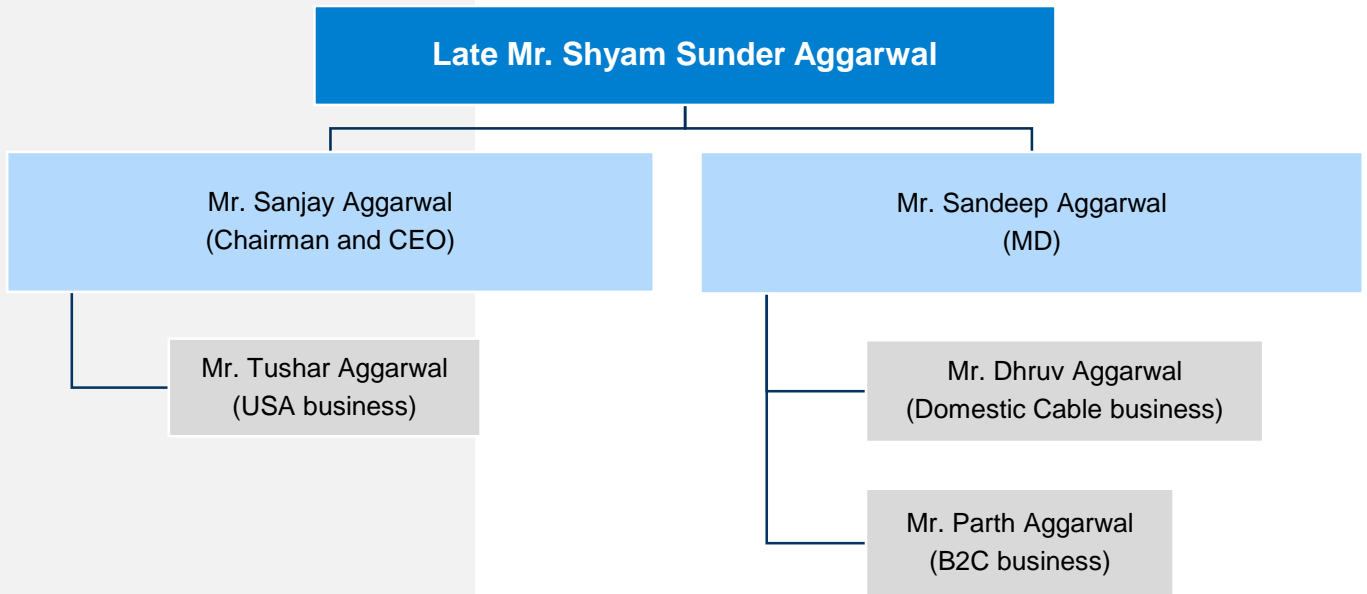 Late Mr. Shyam Sunder Aggarwal
Mr. Sanjay Aggarwal
(Chairman and CEO)
Mr. Sandeep Aggarwal
(MD)
Mr. Tushar Aggarwal
(USA business)
Mr. Dhruv Aggarwal
(Domestic Cable business)
Mr. Parth Aggarwal
(B2C business)